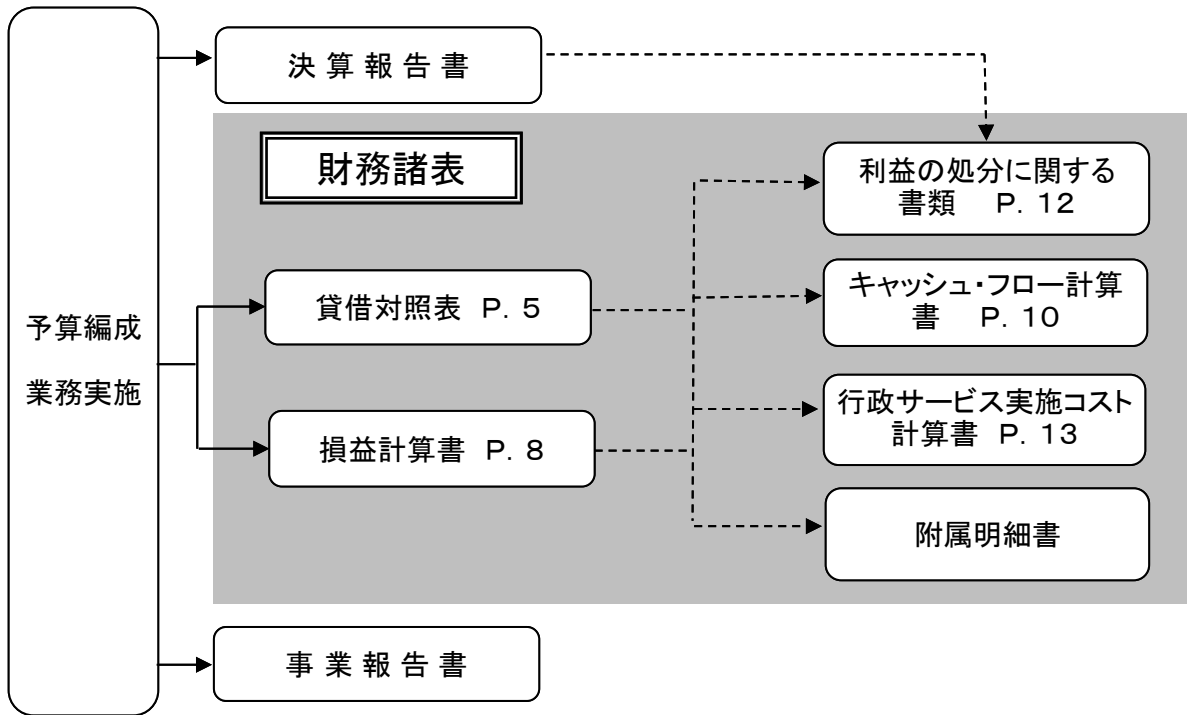 決算報告書
財務諸表
利益の処分に関する
書類 P. 12
貸借対照表 P. 5
キャッシュ・フロー計算
書 P. 10
予算編成
業務実施
行政サービス実施コスト
計算書 P. 13
損益計算書 P. 8
附属明細書
事業報告書